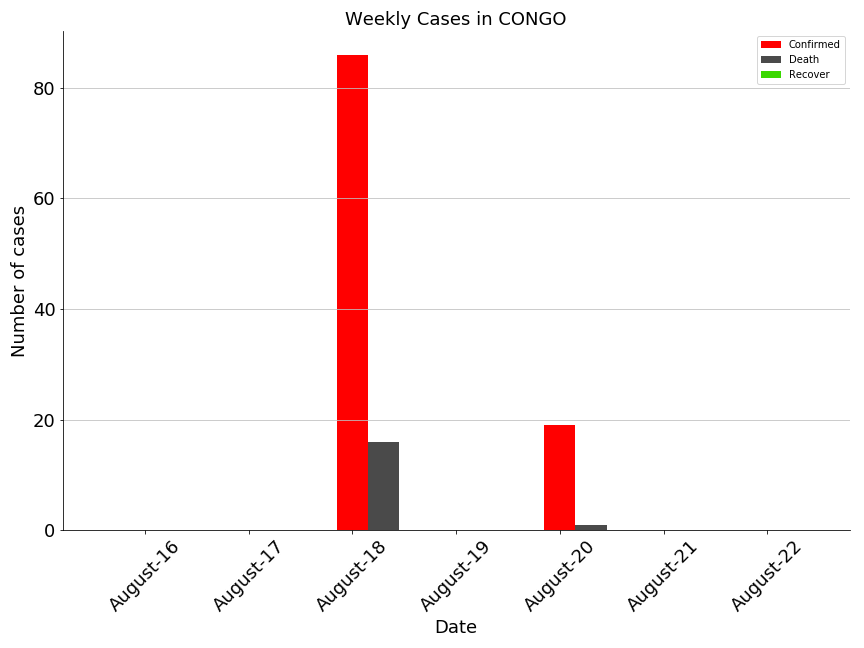 Weekly Cases in CONGO
Confirmed
Death
Recover
Number of cases
80
60
40
20
0
August-16
August-17
August-18
August-19
August-20
August-21
August-22
Date